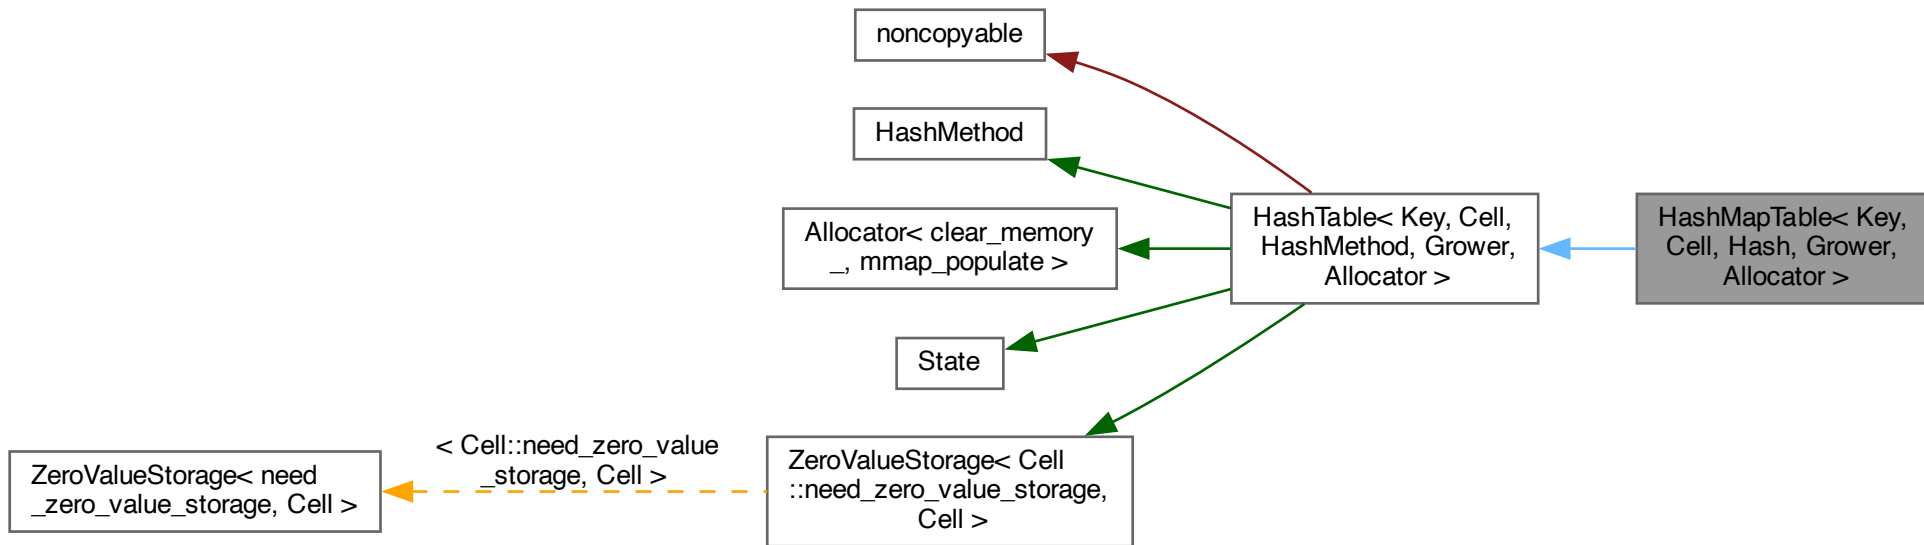 noncopyable
HashMethod
Allocator< clear_memory
_, mmap_populate >
State
HashTable< Key, Cell,
HashMethod, Grower,
Allocator >
HashMapTable< Key,
Cell, Hash, Grower,
Allocator >
ZeroValueStorage< need
_zero_value_storage, Cell >
< Cell::need_zero_value
_storage, Cell >
ZeroValueStorage< Cell
::need_zero_value_storage,
Cell >